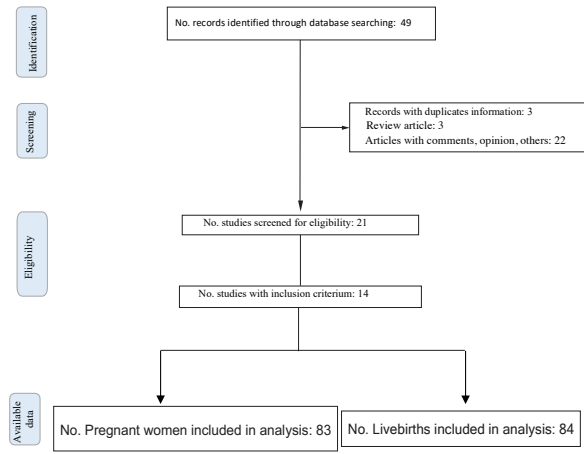 Identification
No. records identified through database searching: 49
Screening
Records with duplicates information: 3
Review article: 3
Articles with comments, opinion, others: 22
Eligibility
No. studies screened for eligibility: 21
No. studies with inclusion criterium: 14
Available
data
No. Pregnant women included in analysis: 83
No. Livebirths included in analysis: 84